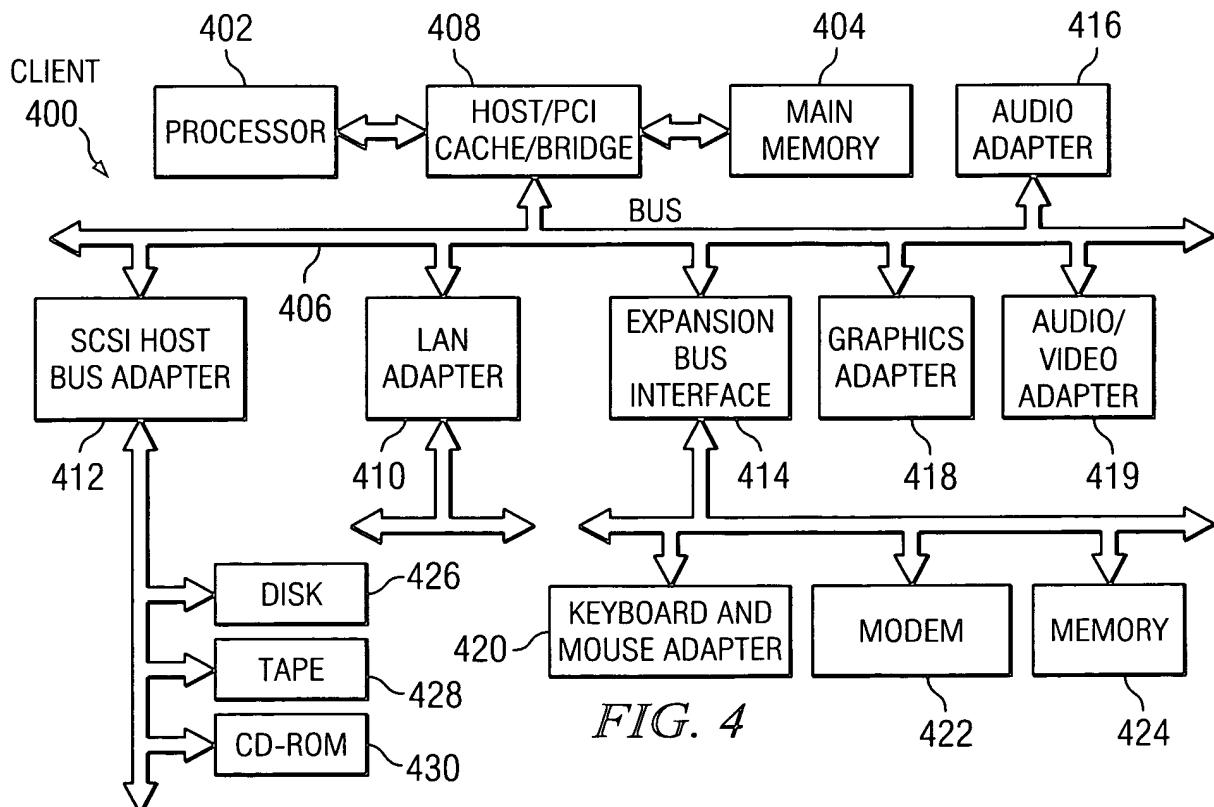 402
408
404
416
CLIENT
400
PROCESSOR
HOST/PCI
CACHE/BRIDGE
MAIN
MEMORY
AUDIO
ADAPTER
BUS
406
SCSI HOST
BUS ADAPTER
LAN
ADAPTER
EXPANSION
BUS
INTERFACE
GRAPHICS
ADAPTER
AUDIO/
VIDEO
ADAPTER
412
410
414
418
419
DISK
426
TAPE
428
CD-ROM
430
420
KEYBOARD AND
MOUSE ADAPTER
MODEM
MEMORY
422
424
FIG. 4